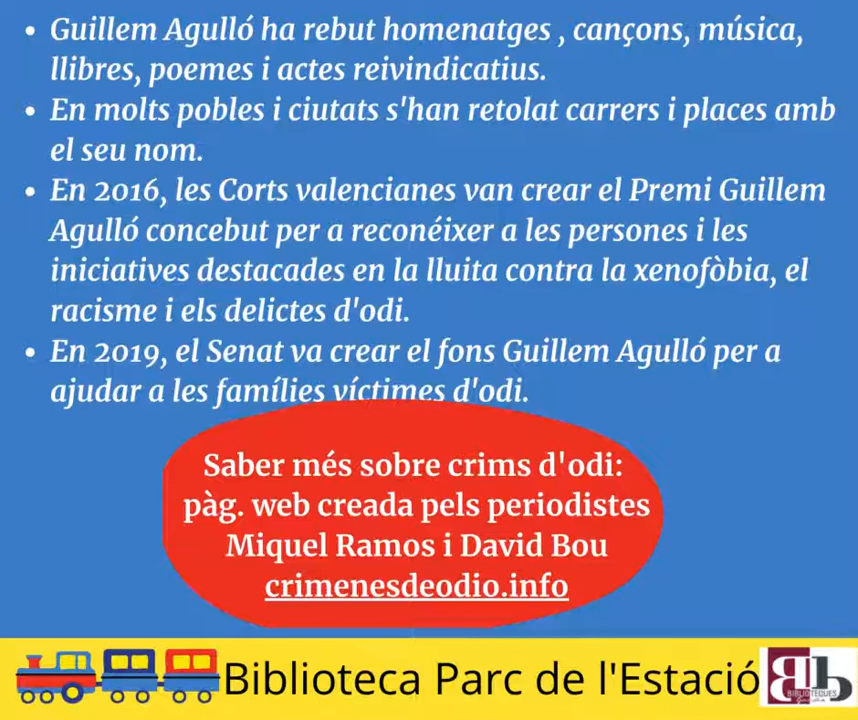 • Guillem Agulló ha rebut homenatges , cançons, música,
llibres, poemes i actes reivindicatius.
• En molts pobles i ciutats s'han retolat carrers i places amb
el seu nom.
• En 2016, les Corts valencianes van crear el Premi Guillem
Agulló concebut per a reconéixer a les persones i les
iniciatives destacades en la lluita contra la xenofòbia, el
racisme i els delictes d'odi.
• En 2019, el Senat va crear el fons Guillem Agulló per a
ajudar a les famílies víctimes d'odi.
Saber més sobre crims d'odi:
pàg. web creada pels periodistes
Miquel Ramos i David Bou
crimenesdeodio.info
Biblioteca Parc de l'Estació
BIBLIOTEQUES